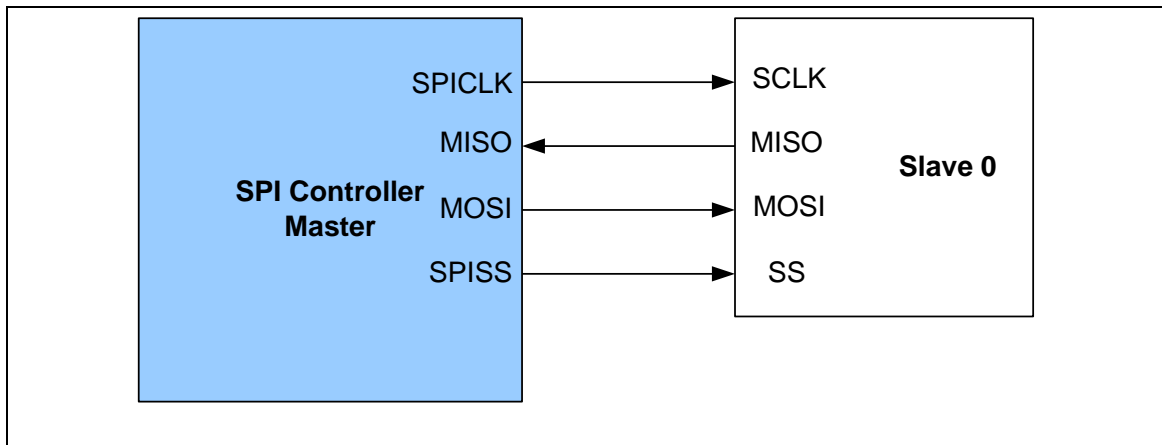 SPICLK
MISO
SPI Controller
Master
MOSI
SPISS
SCLK
MISO
Slave 0
MOSI
SS